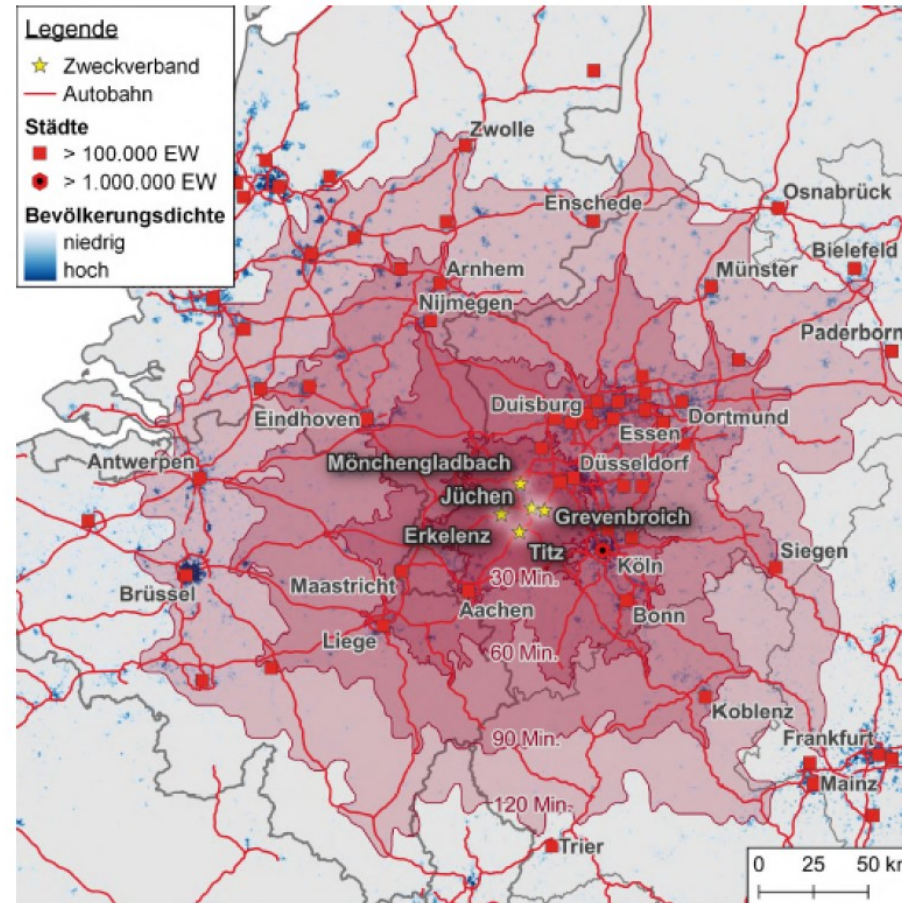 Legende
Zweckverband
Autobahn
Städte
> 100.000 EW
> 1.000.000 EW
Bevölkerungsdichte
niedrig
hoch
Zwolle
Enschede
Osnabrück
Bielefeld
Arnhem
Münster
Nijmegen
Paderborn
Duisburg
Eindhoven
Dortmund
Essen
Mönchengladbach
Düsseldorf
Antwerpen
Jüchen
Grevenbroich
Erkelenz
Titz
Köln
Siegen
30 Min.
Maastricht
Brüssel
Aachen
Bonn
Liege
60 Min.
Koblenz
90 Min.
Frankfurt
Mainz
120 Min.
Trier
0 25 50 km